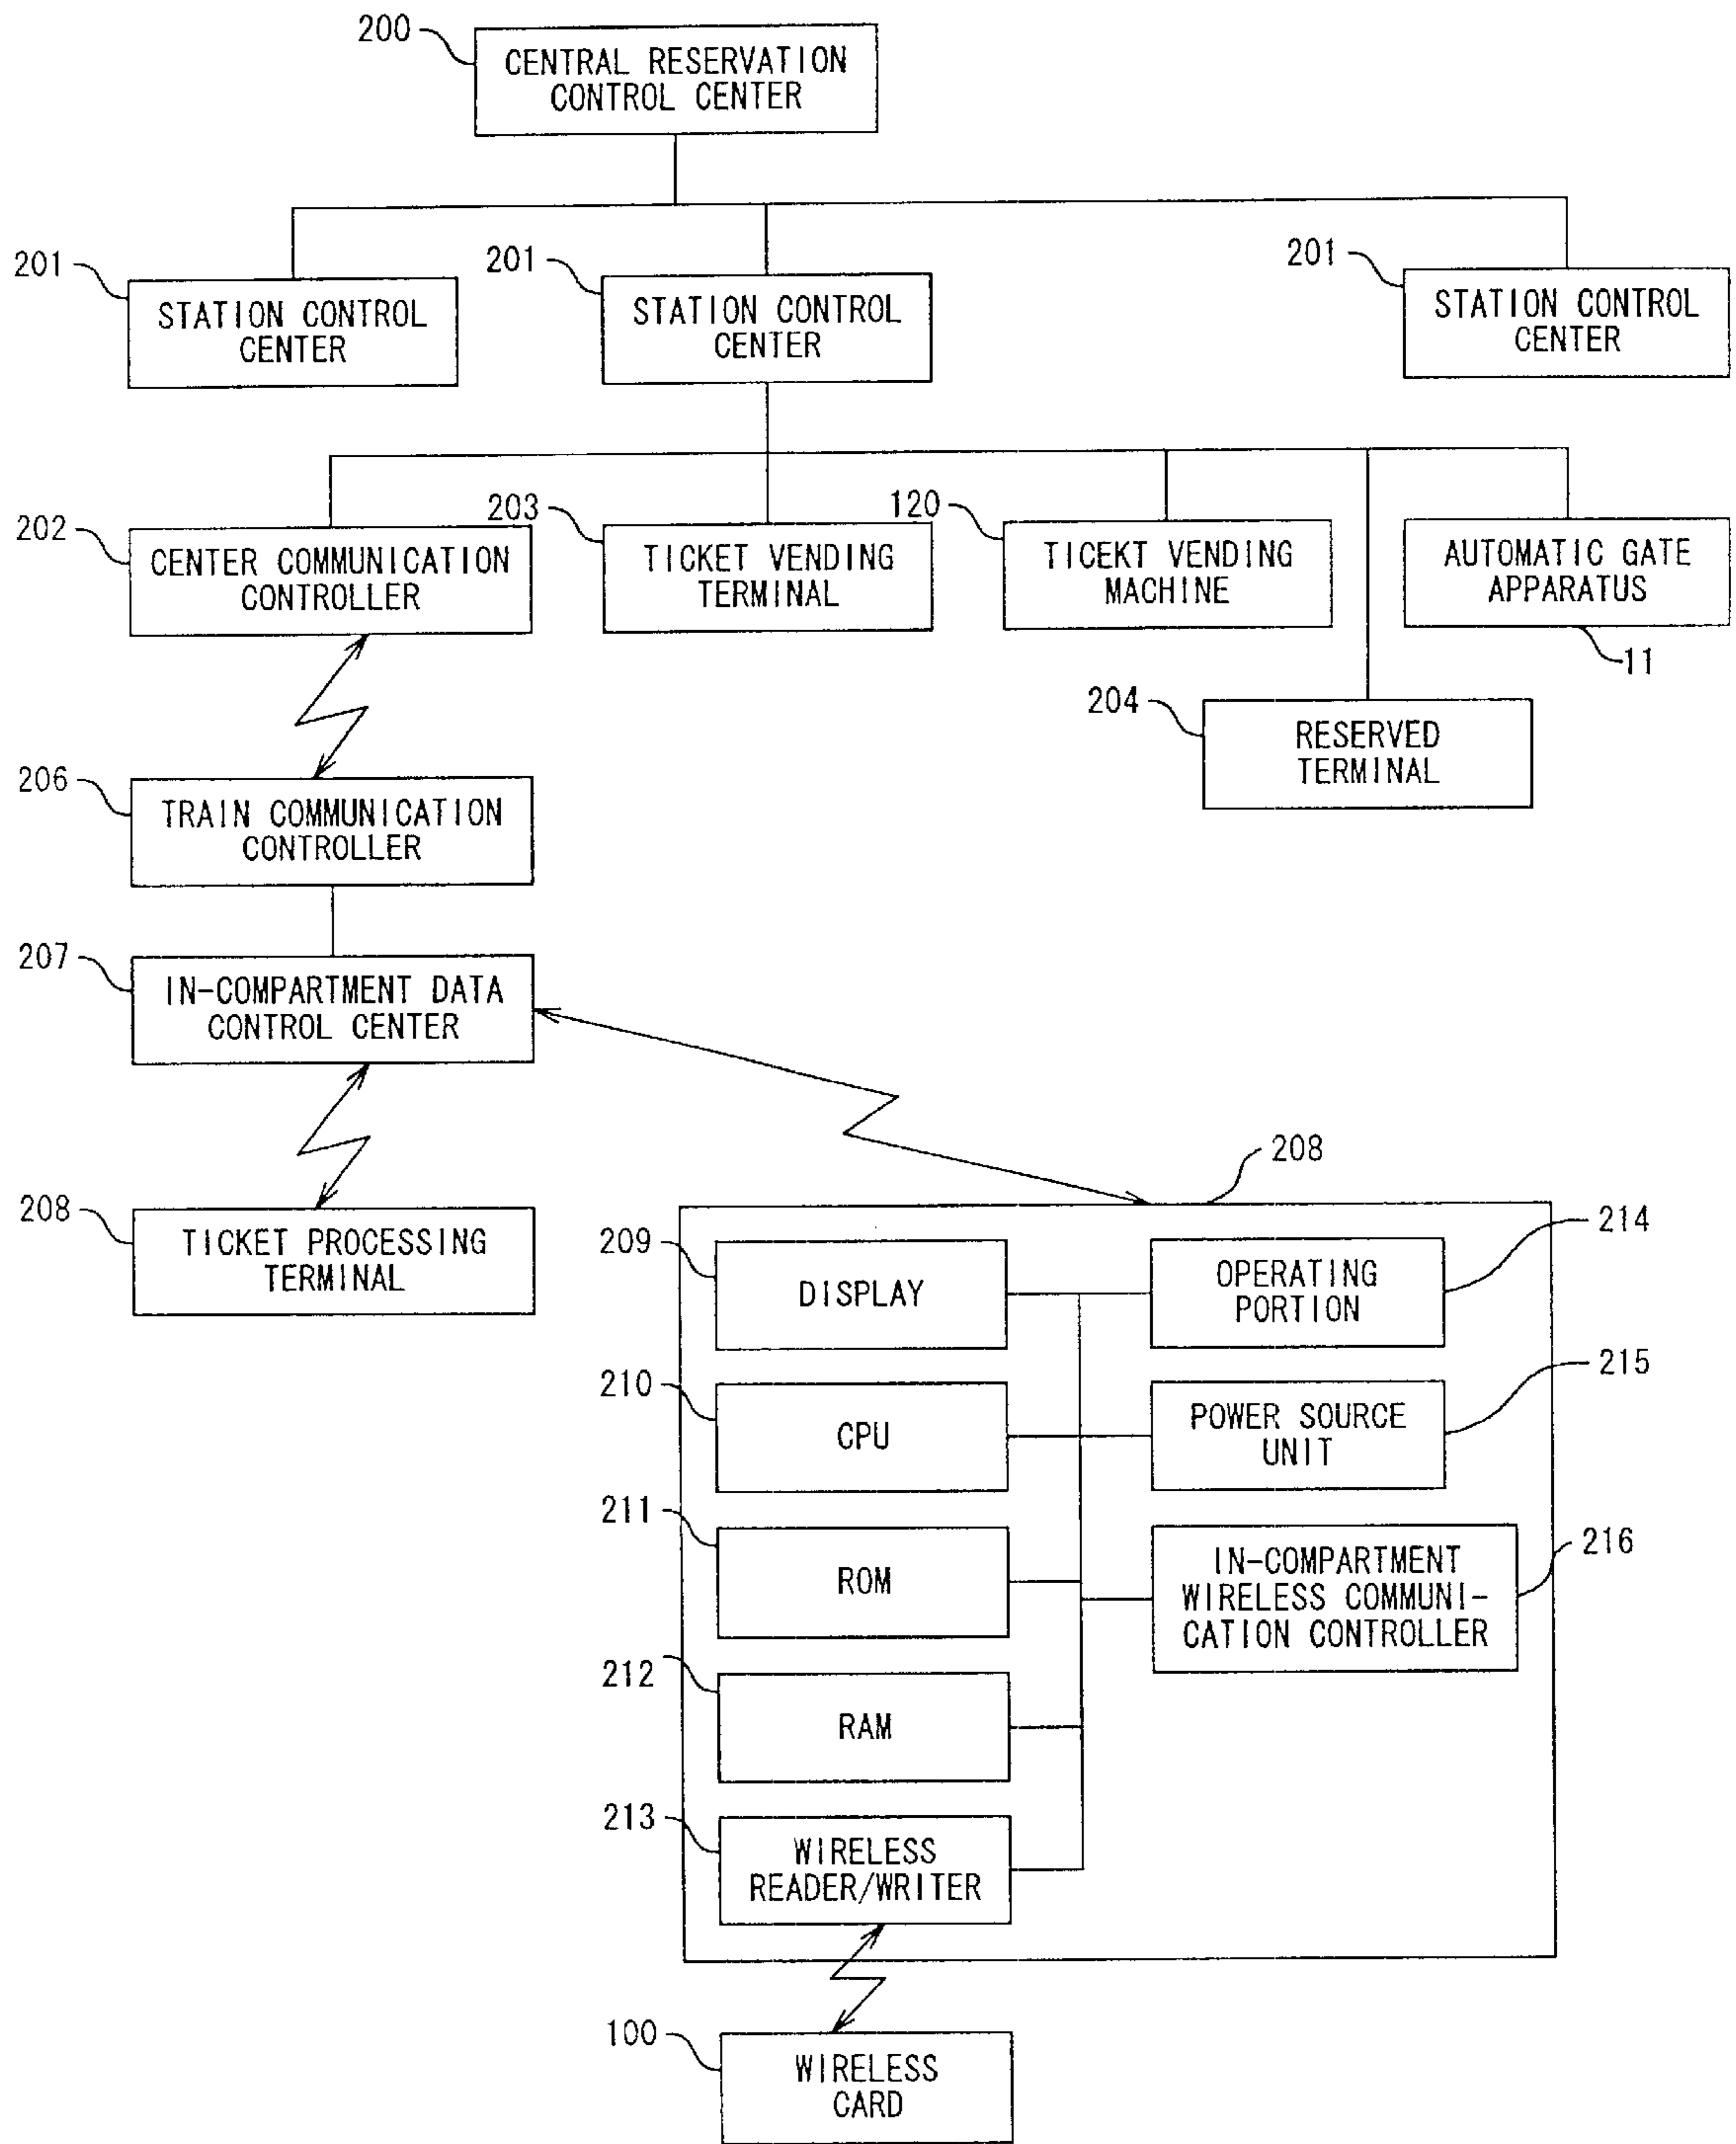 200
CENTRAL RESERVATION
CONTROL CENTER
201
STATION CONTROL
CENTER
201
STATION CONTROL
CENTER
201
STATION CONTROL
CENTER
202
CENTER COMMUNICATION
CONTROLLER
203
TICKET VENDING
TERMINAL
120
TICEKT VENDING
MACHINE
AUTOMATIC GATE
APPARATUS
11
204
RESERVED
TERMINAL
206
TRAIN COMMUNICATION
CONTROLLER
207
IN-COMPARTMENT DATA
CONTROL CENTER
208
TICKET PROCESSING
TERMINAL
208
209
DISPLAY
214
OPERATING
PORTION
210
CPU
215
POWER SOURCE
UNIT
211
ROM
216
IN-COMPARTMENT
WIRELESS COMMUNI-
CATION CONTROLLER
212
RAM
213
WIRELESS
READER/WRITER
100
WIRELESS
CARD